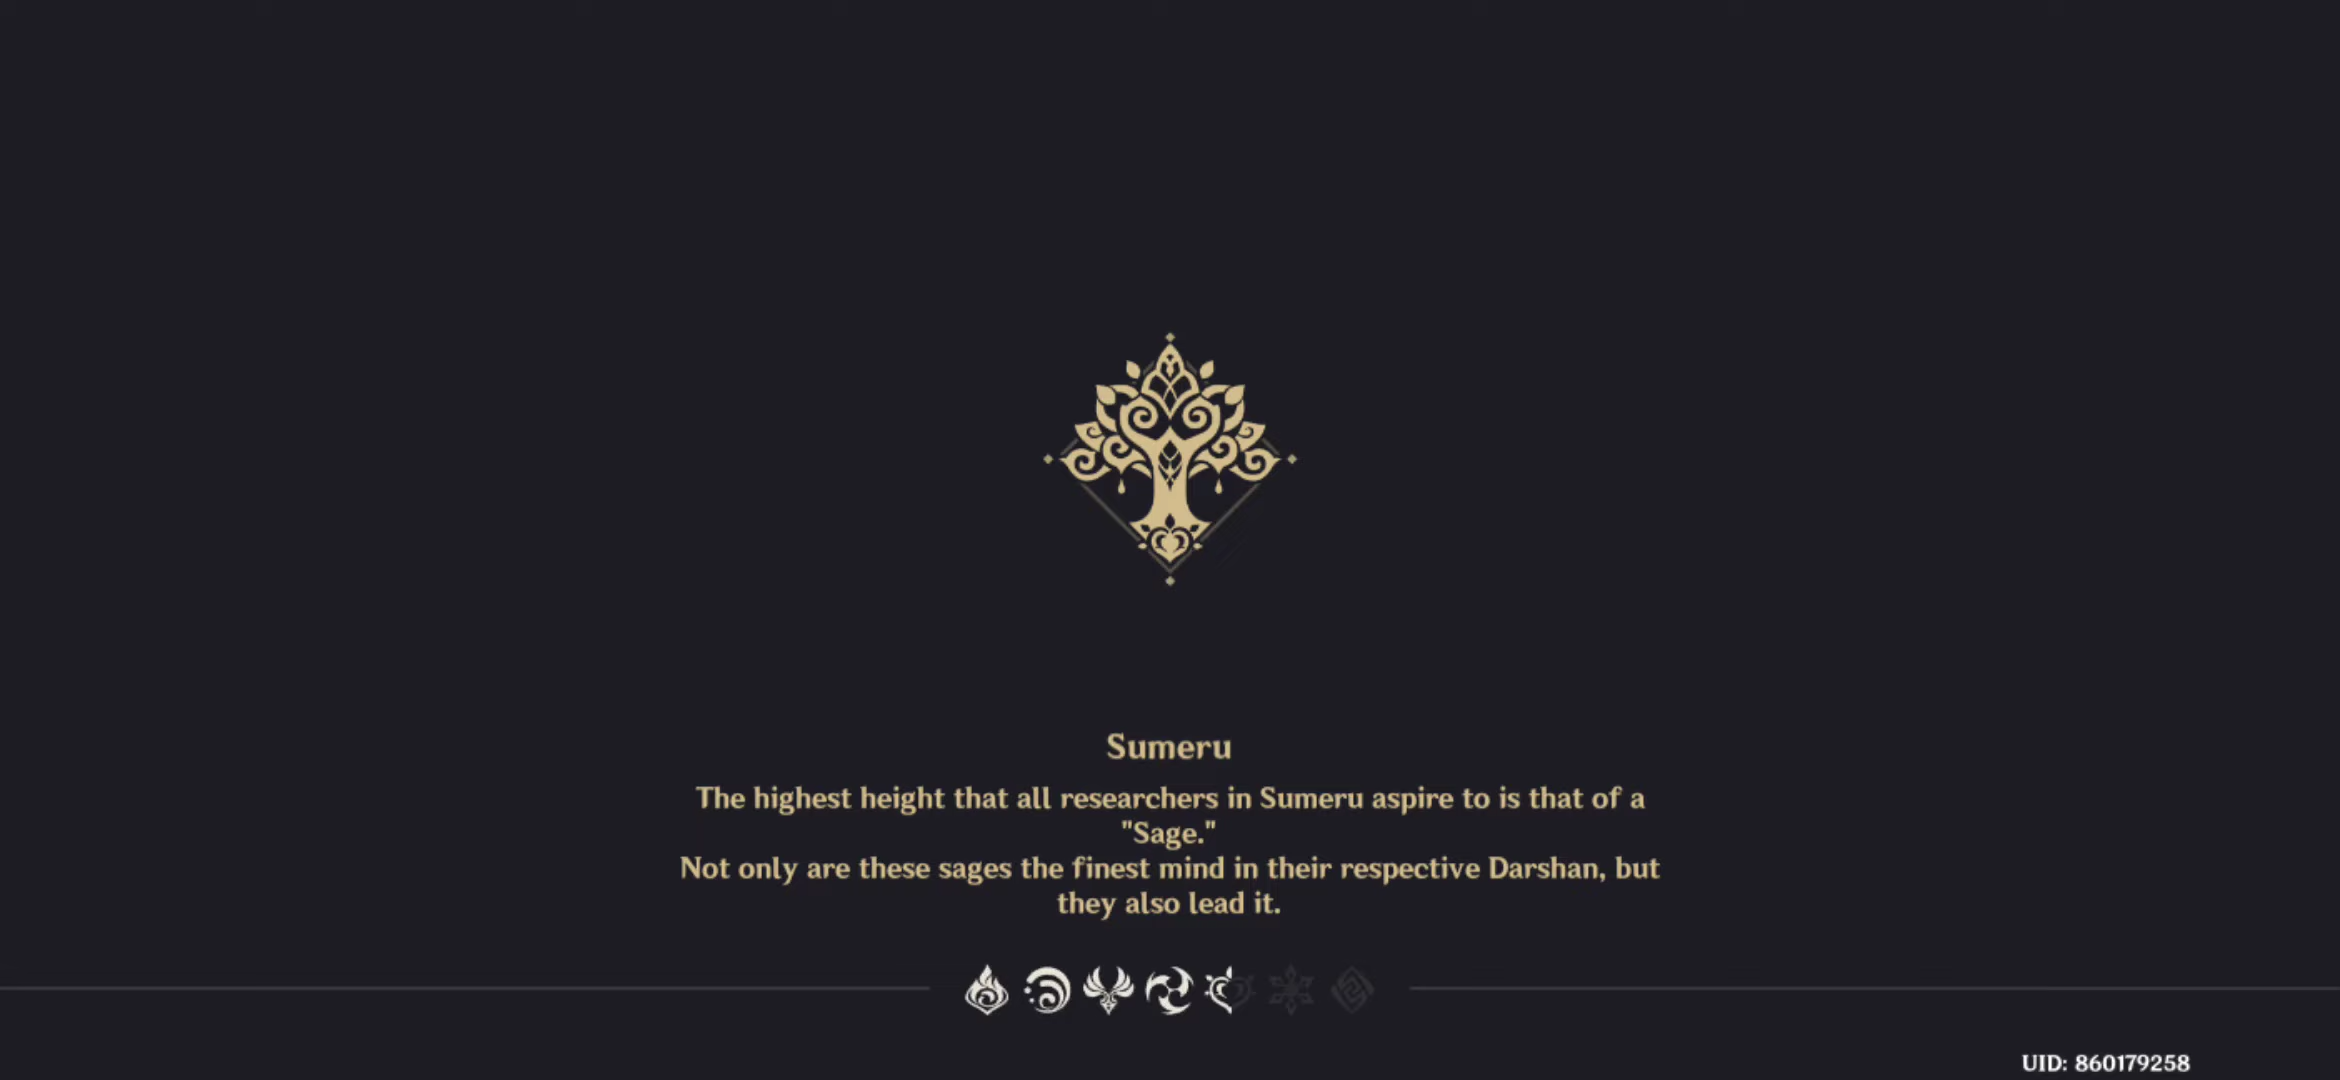 Sumeru
The highest height that all researchers in Sumeru aspire to is that of a
"Sage."
Not only are these sages the finest mind in their respective Darshan, but
they also lead it.
UID: 860179258